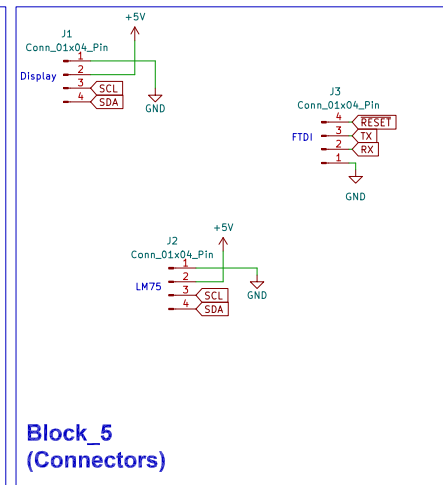 +5V
J1
Conn_01x04_Pin
1
2
3
4
Display
SCL
SDA
GND
J3
Conn_01x04_Pin
4
3
2
1
FTDI
RESET
TX
RX
GND
+5V
J2
Conn_01x04_Pin
1
2
3
4
LM75
SCL
SDA
GND
Block_5
(Connectors)